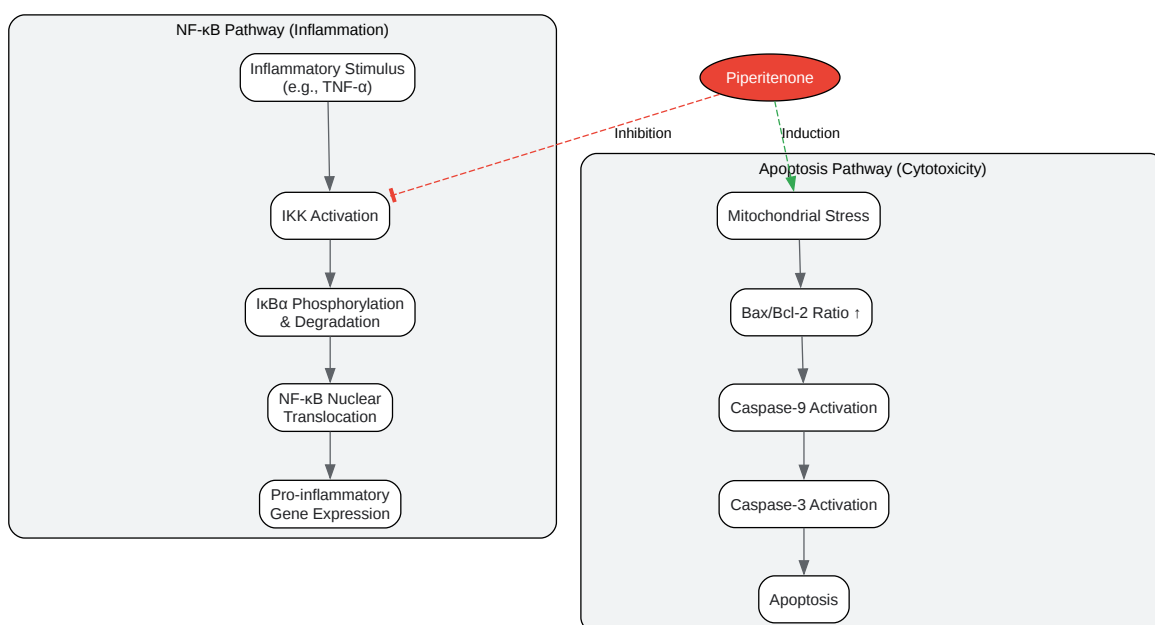 NF-κB Pathway (Inflammation)
Inflammatory Stimulus
(e.g., TNF-α)
IKK Activation
IκBα Phosphorylation
& Degradation
NF-κB Nuclear
Translocation
Pro-inflammatory
Gene Expression
Piperitenone
Inhibition
Induction
Apoptosis Pathway (Cytotoxicity)
Mitochondrial Stress
Bax/Bcl-2 Ratio ↑
Caspase-9 Activation
Caspase-3 Activation
Apoptosis